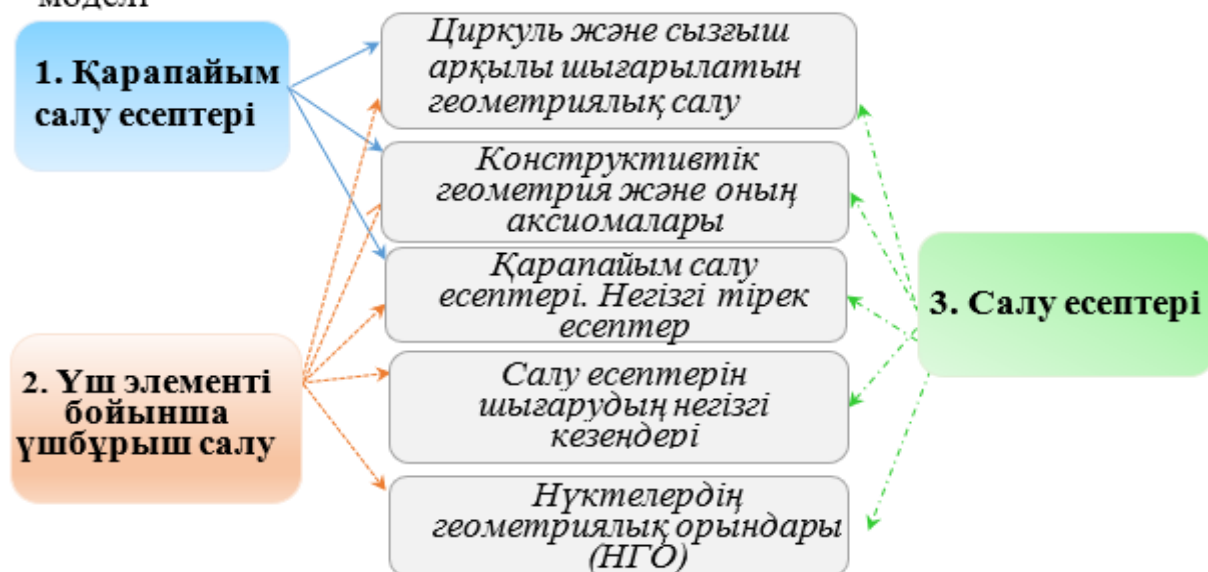 моделі
1. Қарапайым
салу есептері
Циркуль және сызғыш
арқылы шығарылатын
геометриялық салу
Конструктивтік
геометрия және оның
аксиомалары
Қарапайым салу
есептері. Негізгі тірек
есептер
Салу есептерін
шығарудың негізгі
кезеңдері
Нүктелердің
геометриялық орындары
(НГО)
2. Үш элементі
бойынша
үшбұрыш салу
3. Салу есептері